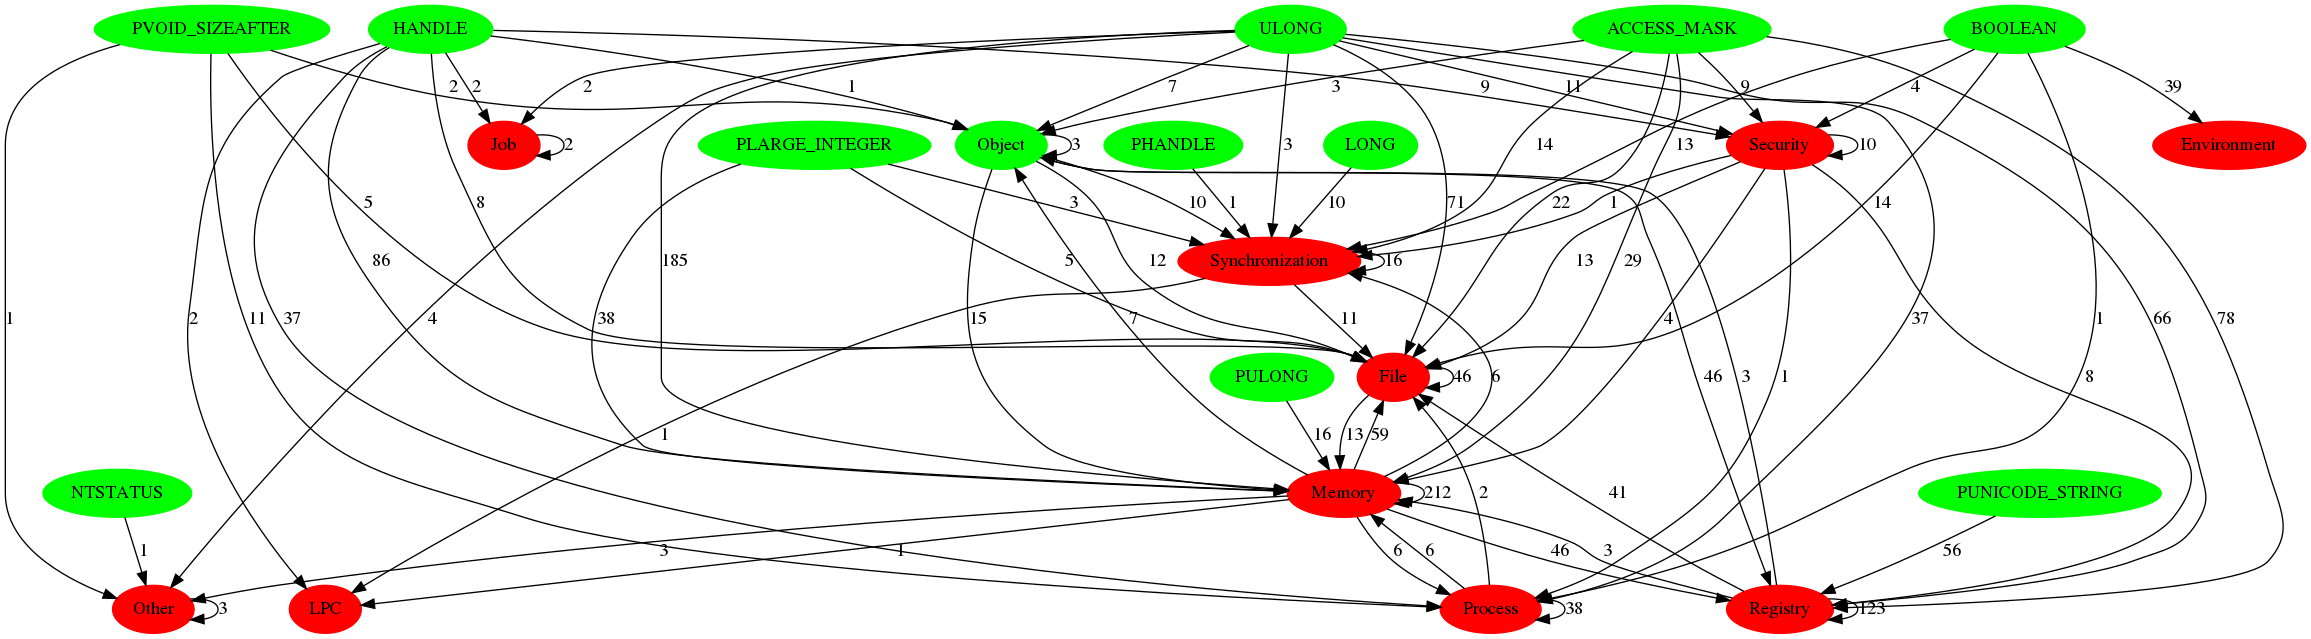 PVOID_SIZEAFTER HANDLE ULONG ACCESS_MASK BOOLEAN
2 2 2 1 7 3 9 11 9 4 39
Job PLARGE_INTEGER Object 3 PHANDLE LONG Security 10 Environment
2
5 8 3 10 1 3 10 14 13 71 22 1 14
86 185 5 12 Synchronization 16 13 29
1 2 11 37 4 38 15 7 11 4 37 1 66 78
PULONG File 46 6 2 46 3 1 8
1 16 13 59 41
NTSTATUS Memory 212 PUNICODE_STRING
1 3 1 6 6 46 3 56
Other 3 LPC Process 38 Registry 123